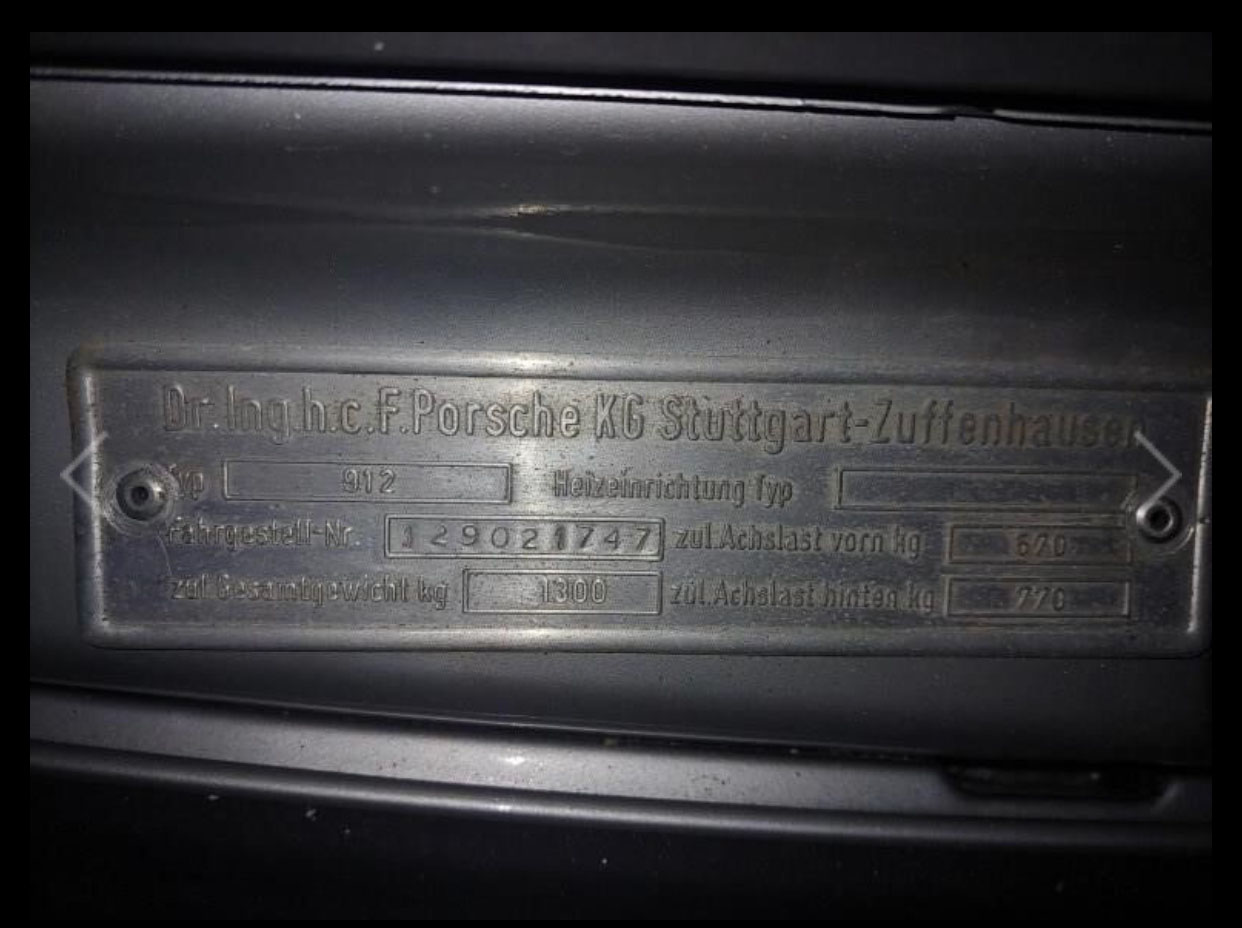 Dr Ing.h.c.F.Porsche KG Stuttgart-Zuffenhausen
Typ 912 Heizeinrichtung Typ
Fahrgestell-Nr. 129021747 zul.Achslast vorn kg 620
zul.Gesamtgewicht kg 1300 zul.Achslast hinten kg 770